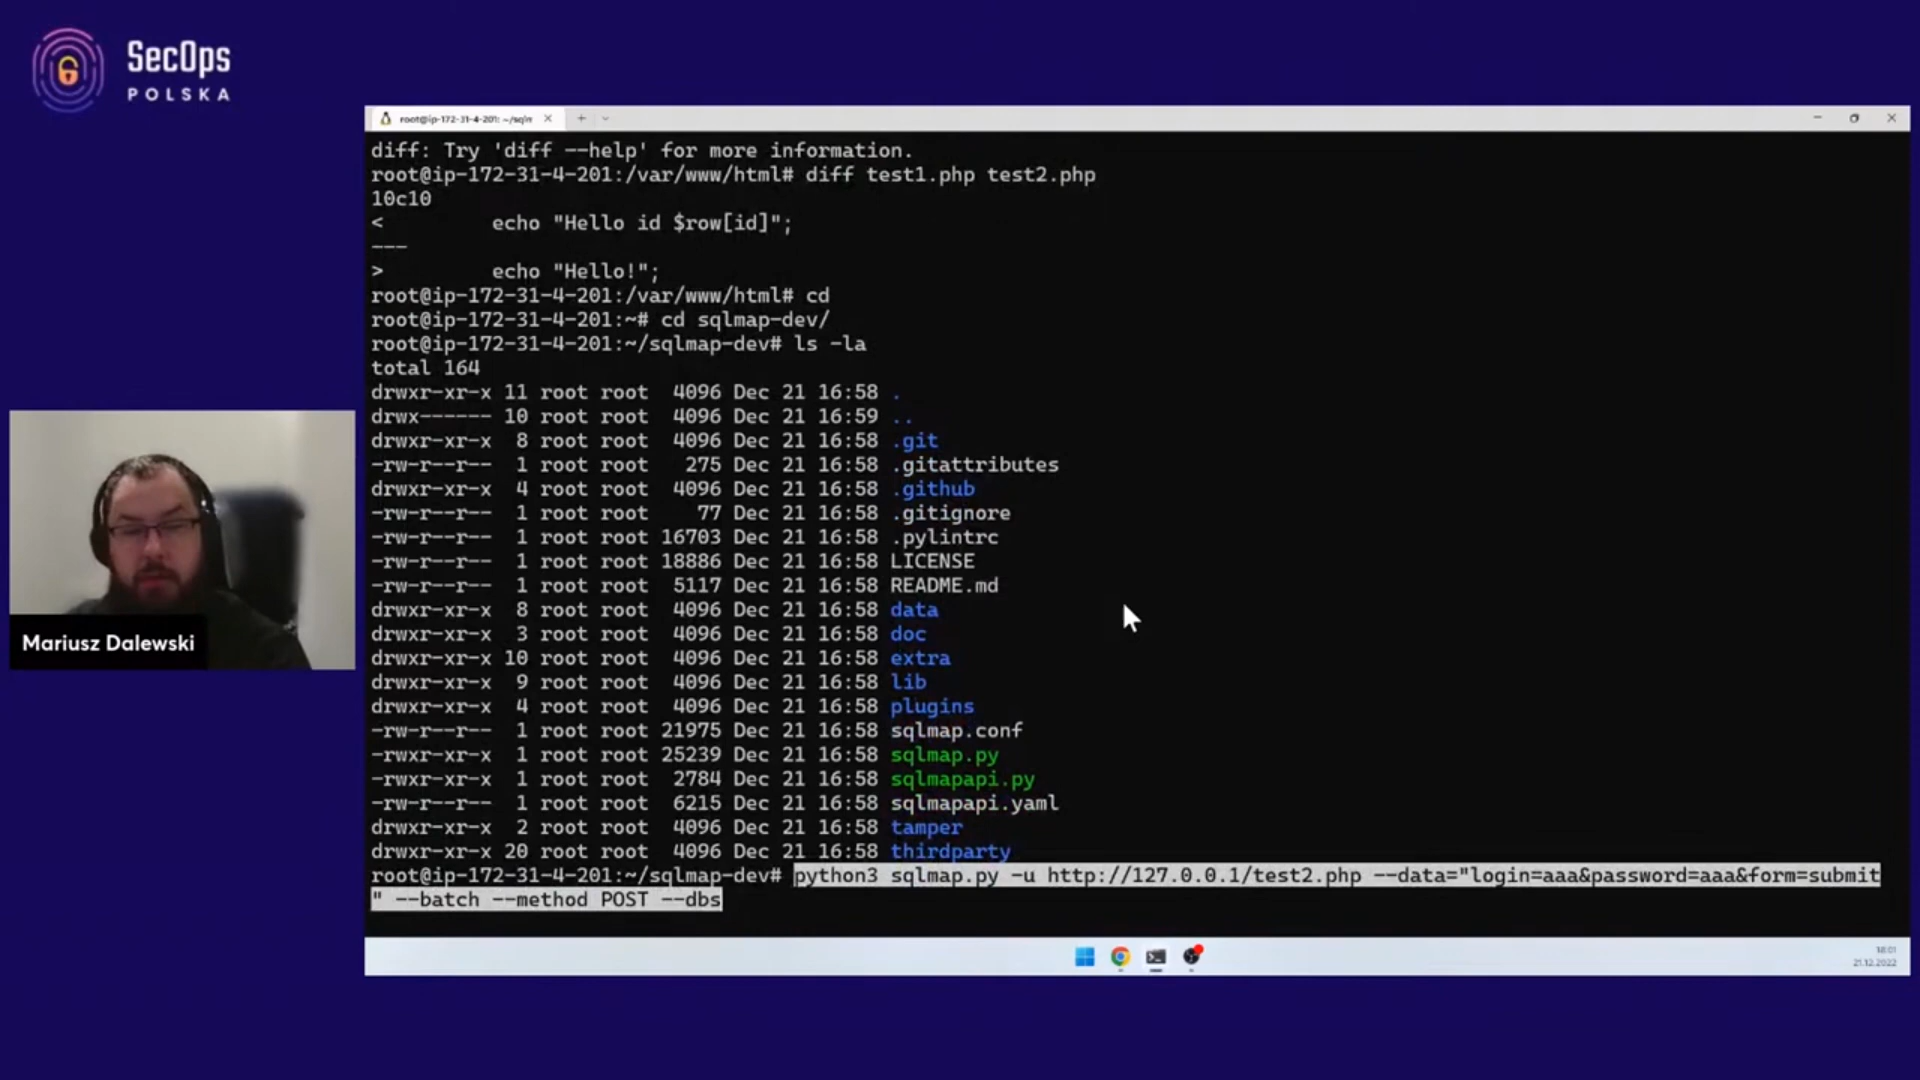 SecOps
POLSKA
root@ip-172-31-4-201: ~/sqlm
diff: Try 'diff --help' for more information.
root@ip-172-31-4-201:/var/www/html# diff test1.php test2.php
10c10
<         echo "Hello id $row[id]";
---
>         echo "Hello!";
root@ip-172-31-4-201:/var/www/html# cd
root@ip-172-31-4-201:~# cd sqlmap-dev/
root@ip-172-31-4-201:~/sqlmap-dev# ls -la
total 164
drwxr-xr-x 11 root root  4096 Dec 21 16:58 .
drwx------ 10 root root  4096 Dec 21 16:59 ..
drwxr-xr-x  8 root root  4096 Dec 21 16:58 .git
-rw-r--r--  1 root root   275 Dec 21 16:58 .gitattributes
drwxr-xr-x  4 root root  4096 Dec 21 16:58 .github
-rw-r--r--  1 root root    77 Dec 21 16:58 .gitignore
-rw-r--r--  1 root root 16703 Dec 21 16:58 .pylintrc
-rw-r--r--  1 root root 18886 Dec 21 16:58 LICENSE
-rw-r--r--  1 root root  5117 Dec 21 16:58 README.md
drwxr-xr-x  8 root root  4096 Dec 21 16:58 data
drwxr-xr-x  3 root root  4096 Dec 21 16:58 doc
drwxr-xr-x 10 root root  4096 Dec 21 16:58 extra
drwxr-xr-x  9 root root  4096 Dec 21 16:58 lib
drwxr-xr-x  4 root root  4096 Dec 21 16:58 plugins
-rw-r--r--  1 root root 21975 Dec 21 16:58 sqlmap.conf
-rwxr-xr-x  1 root root 25239 Dec 21 16:58 sqlmap.py
-rwxr-xr-x  1 root root  2784 Dec 21 16:58 sqlmapapi.py
-rw-r--r--  1 root root  6215 Dec 21 16:58 sqlmapapi.yaml
drwxr-xr-x  2 root root  4096 Dec 21 16:58 tamper
drwxr-xr-x 20 root root  4096 Dec 21 16:58 thirdparty
root@ip-172-31-4-201:~/sqlmap-dev# python3 sqlmap.py -u http://127.0.0.1/test2.php --data="login=aaa&password=aaa&form=submit
" --batch --method POST --dbs
Mariusz Dalewski
18:01
21.12.2022